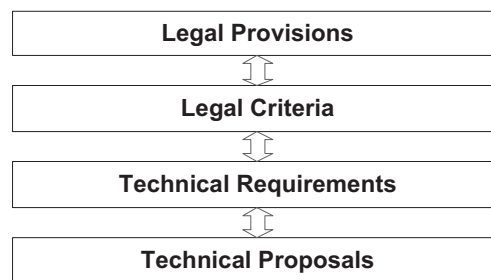 Legal Provisions
Legal Criteria
Technical Requirements
Technical Proposals